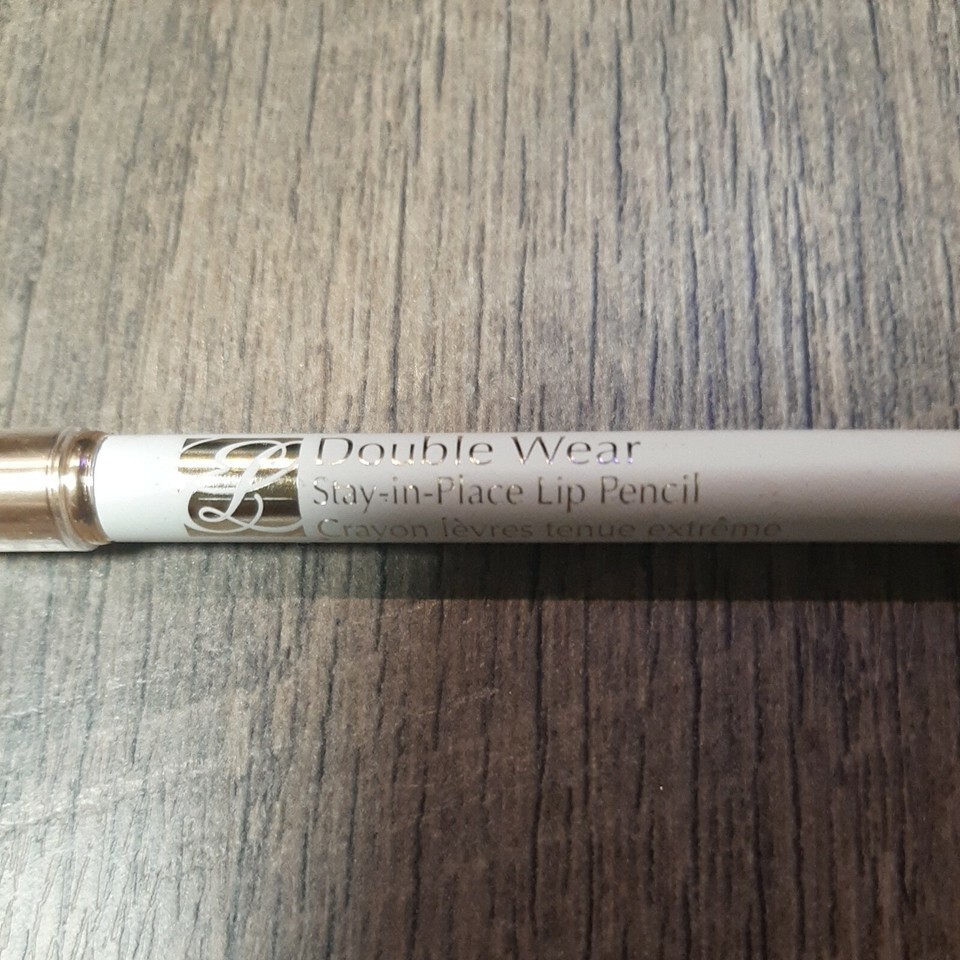 Double Wear
Stay-in-Place Lip Pencil
Crayon lèvres tenue extrême